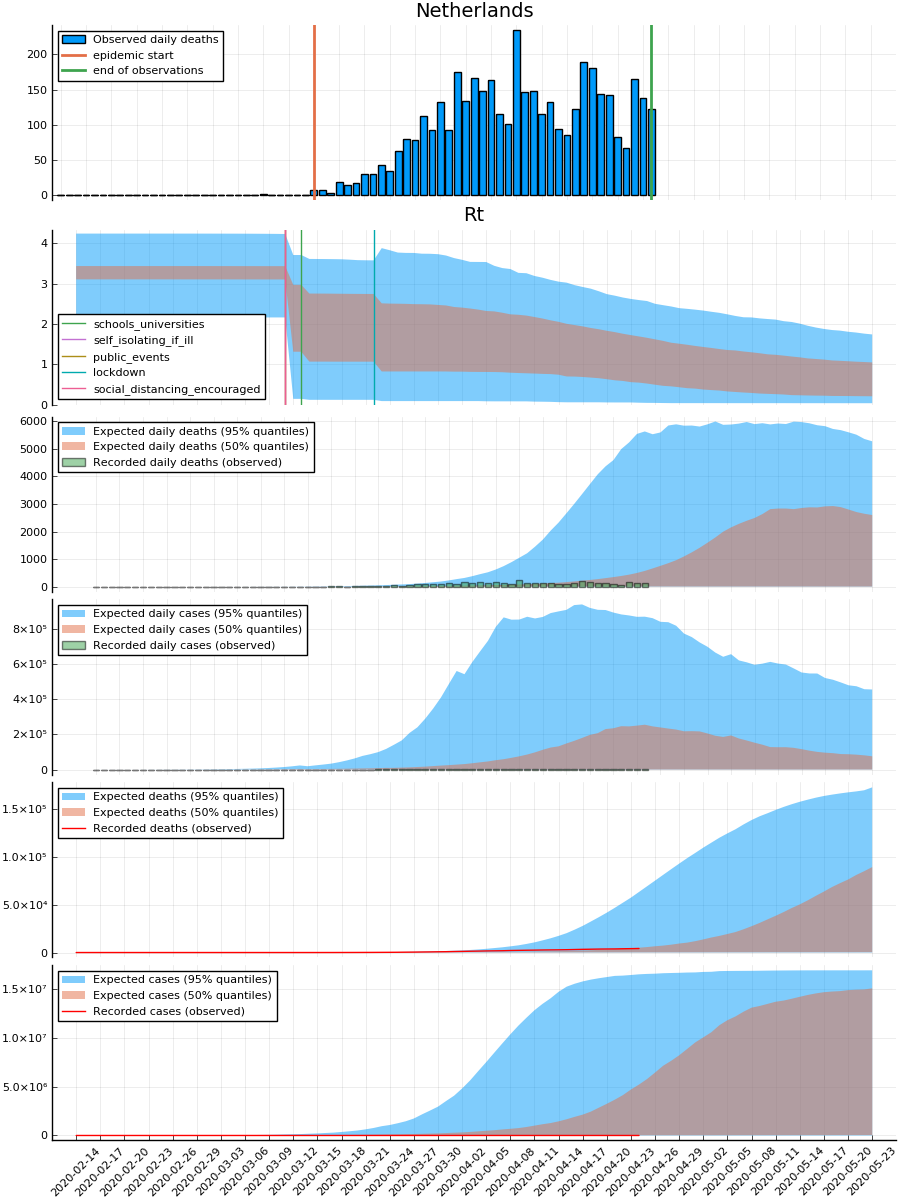 Netherlands
200
150
100
50
0
Observed daily deaths
epidemic start
end of observations
Rt
4
3
2
1
0
schools_universities
self_isolating_if_ill
public_events
lockdown
social_distancing_encouraged
6000
5000
4000
3000
2000
1000
0
Expected daily deaths (95% quantiles)
Expected daily deaths (50% quantiles)
Recorded daily deaths (observed)
8×10⁵
6×10⁵
4×10⁵
2×10⁵
0
Expected daily cases (95% quantiles)
Expected daily cases (50% quantiles)
Recorded daily cases (observed)
1.5×10⁵
1.0×10⁵
5.0×10⁴
0
Expected deaths (95% quantiles)
Expected deaths (50% quantiles)
Recorded deaths (observed)
1.5×10⁷
1.0×10⁷
5.0×10⁶
0
Expected cases (95% quantiles)
Expected cases (50% quantiles)
Recorded cases (observed)
2020-02-14
2020-02-17
2020-02-20
2020-02-23
2020-02-26
2020-02-29
2020-03-03
2020-03-06
2020-03-09
2020-03-12
2020-03-15
2020-03-18
2020-03-21
2020-03-24
2020-03-27
2020-03-30
2020-04-02
2020-04-05
2020-04-08
2020-04-11
2020-04-14
2020-04-17
2020-04-20
2020-04-23
2020-04-26
2020-04-29
2020-05-02
2020-05-05
2020-05-08
2020-05-11
2020-05-14
2020-05-17
2020-05-20
2020-05-23